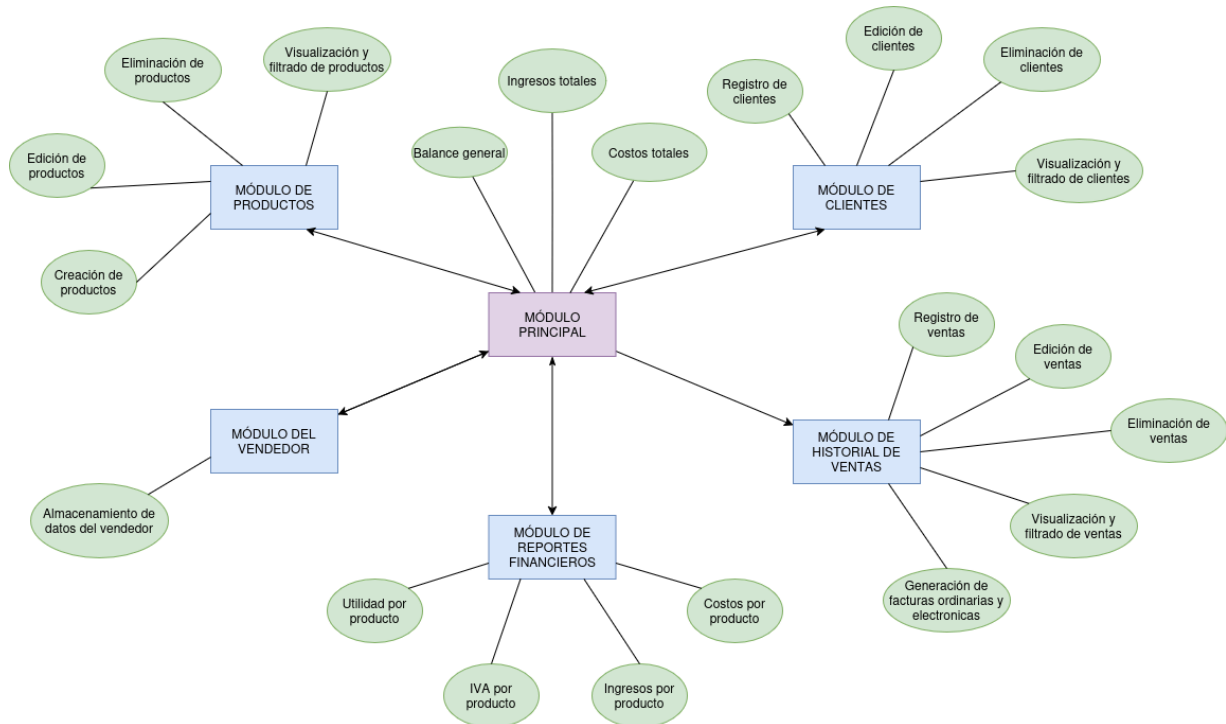 Eliminación de
productos
Visualización y
filtrado de productos
Edición de
productos
Creación de
productos
MÓDULO DE
PRODUCTOS
Balance general
Ingresos totales
Costos totales
Registro de
clientes
Edición de
clientes
Eliminación de
clientes
Visualización y
filtrado de clientes
MÓDULO DE
CLIENTES
MÓDULO
PRINCIPAL
MÓDULO DEL
VENDEDOR
Almacenamiento de
datos del vendedor
MÓDULO DE
REPORTES
FINANCIEROS
Utilidad por
producto
IVA por
producto
Ingresos por
producto
Costos por
producto
MÓDULO DE
HISTORIAL DE
VENTAS
Registro de
ventas
Edición de
ventas
Eliminación de
ventas
Visualización y
filtrado de ventas
Generación de
facturas ordinarias y
electronicas